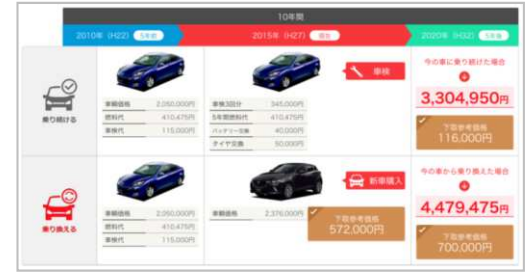 10年間
2010年 (H22) 5年前
2015年 (H27) 現在
2020年 (H32) 5年後
乗り続ける
車輌価格 2,050,000円
燃料代 410,475円
車検代 115,000円
車検3回分 345,000円
5年間燃料代 410,475円
バッテリー交換 40,000円
タイヤ交換 50,000円
車検
今の車に乗り続けた場合
3,304,950円
下取参考価格
116,000円
乗り換える
車輌価格 2,050,000円
燃料代 410,475円
車検代 115,000円
車輌価格 2,376,000円
新車購入
下取参考価格
572,000円
今の車から乗り換えた場合
4,479,475円
下取参考価格
700,000円